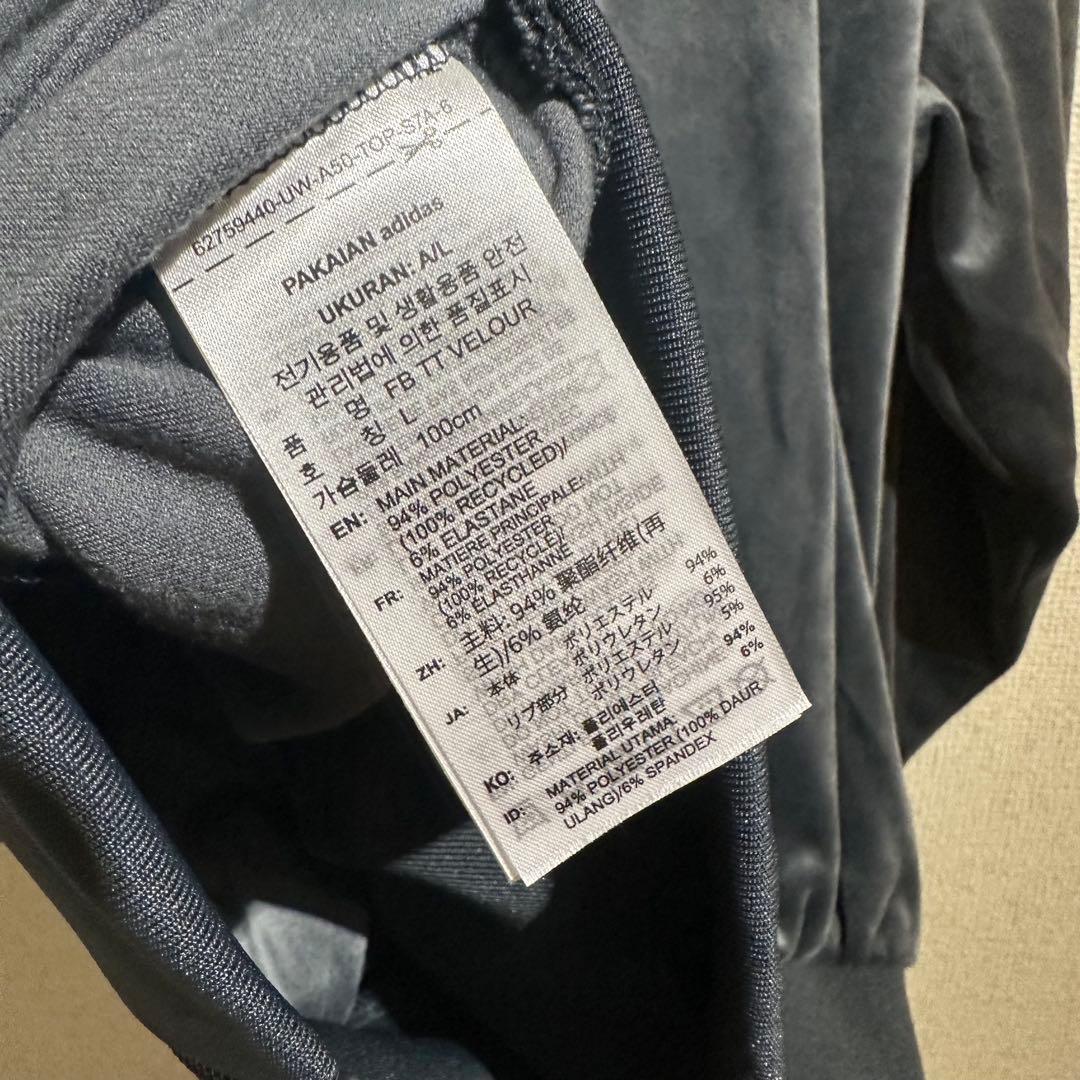 62759440-UW-A56-TOP-S7A-6
PAKAIAN adidas
UKURAN: A/L
전기용품 및 생활용품 안전
관리법에 의한 품질표시
품 명 FB TT VELOUR
호 칭 L
가슴둘레 100cm
EN: MAIN MATERIAL:
94% POLYESTER
(100% RECYCLED)/
6% ELASTANE
FR: MATIERE PRINCIPALE:
94% POLYESTER
(100% RECYCLE)/
6% ELASTHANNE
ZH: 主料: 94% 聚酯纤维(再
生)/6% 氨纶
JA: 本体 ポリエステル 94%
ポリウレタン 6%
リブ部分 ポリエステル 95%
ポリウレタン 5%
KO: 주소재: 폴리에스터 94%
폴리우레탄 6%
ID: MATERIAL UTAMA:
94% POLYESTER (100% DAUR
ULANG)/6% SPANDEX